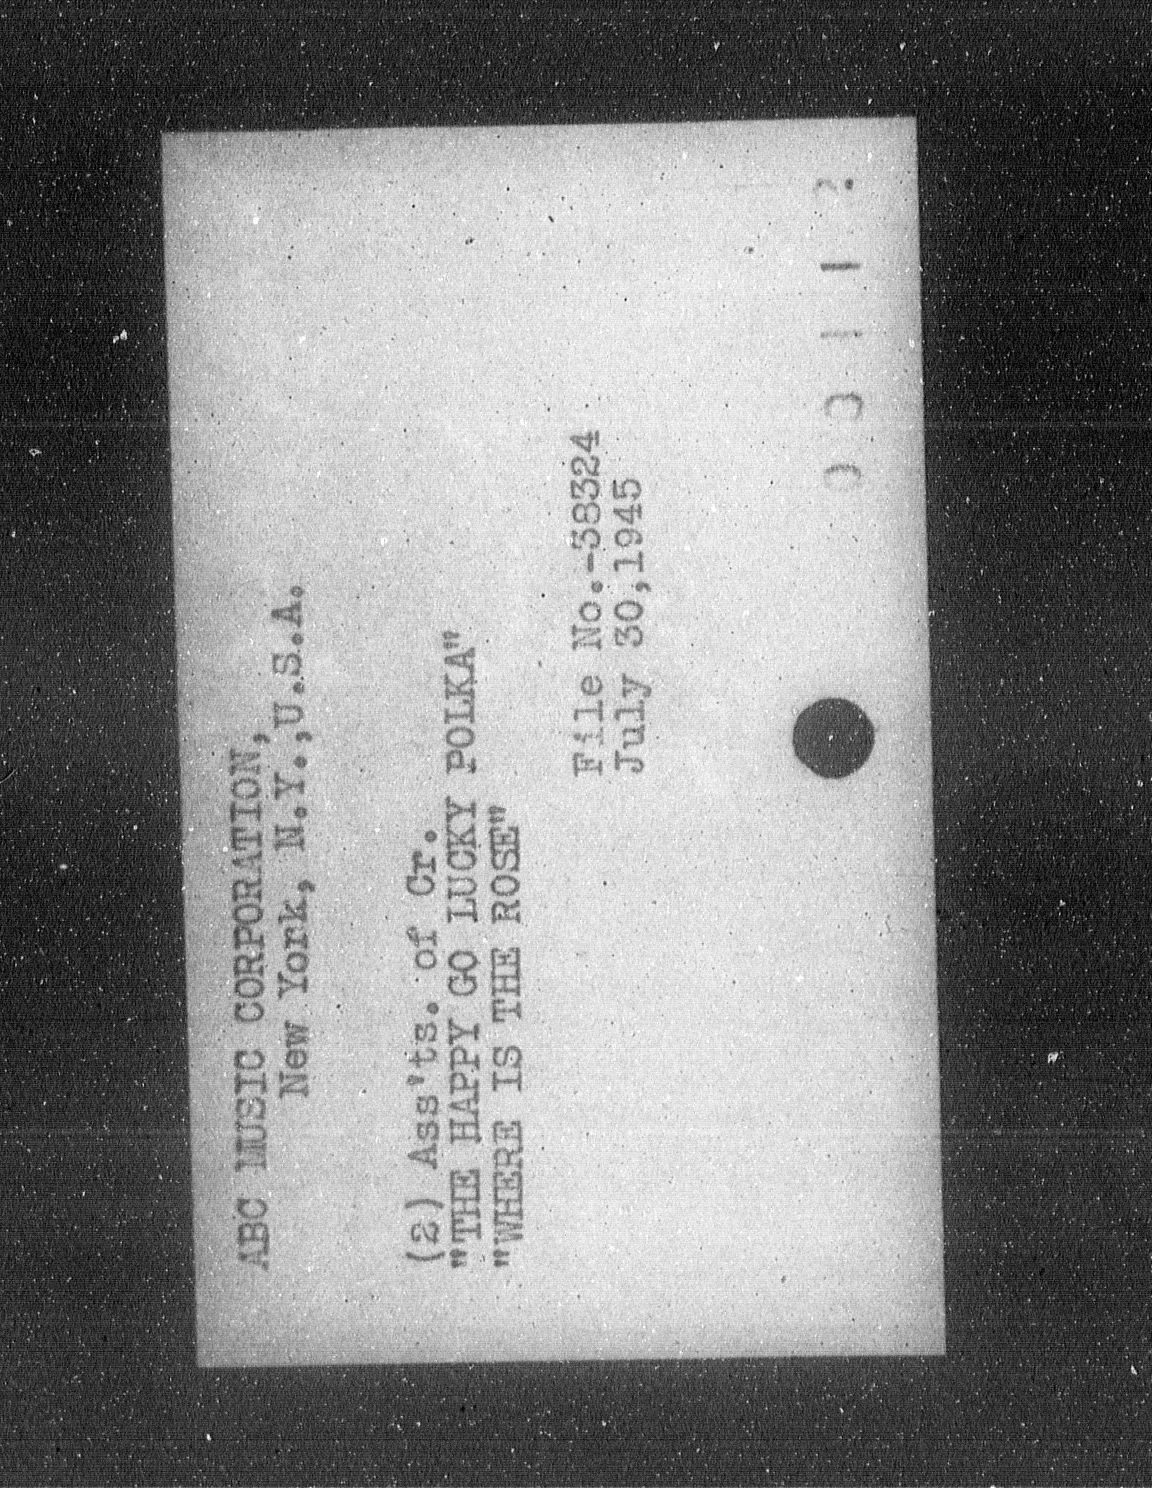 ABC MUSIC CORPORATION,
New York, N.Y.,U.S.A.
(2) Ass'ts. of Cr.
"THE HAPPY GO LUCKY POLKA"
"WHERE IS THE ROSE"
File No.-38324
July 30,1945